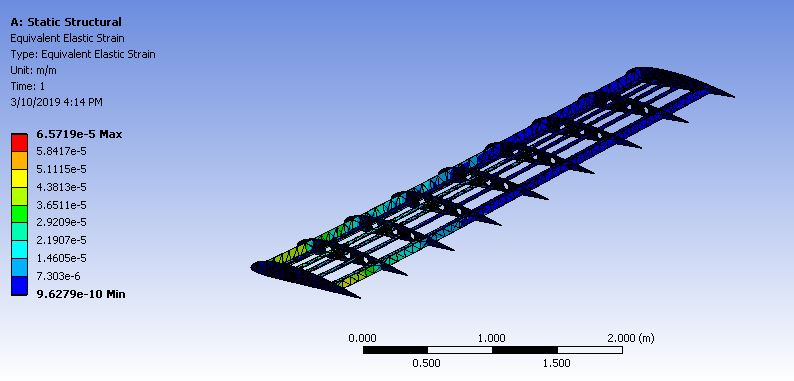 A: Static Structural
Equivalent Elastic Strain
Type: Equivalent Elastic Strain
Unit: m/m
Time: 1
3/10/2019 4:14 PM
6.5719e-5 Max
5.8417e-5
5.1115e-5
4.3813e-5
3.6511e-5
2.9209e-5
2.1907e-5
1.4605e-5
7.303e-6
9.6279e-10 Min
0.000 1.000 2.000 (m)
0.500 1.500